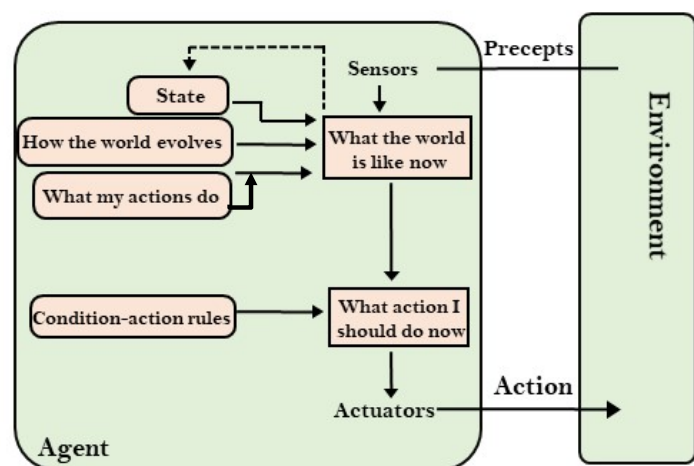 Precepts
Sensors
State
How the world evolves
What the world
is like now
What my actions do
Environment
Condition-action rules
What action I
should do now
Action
Actuators
Agent